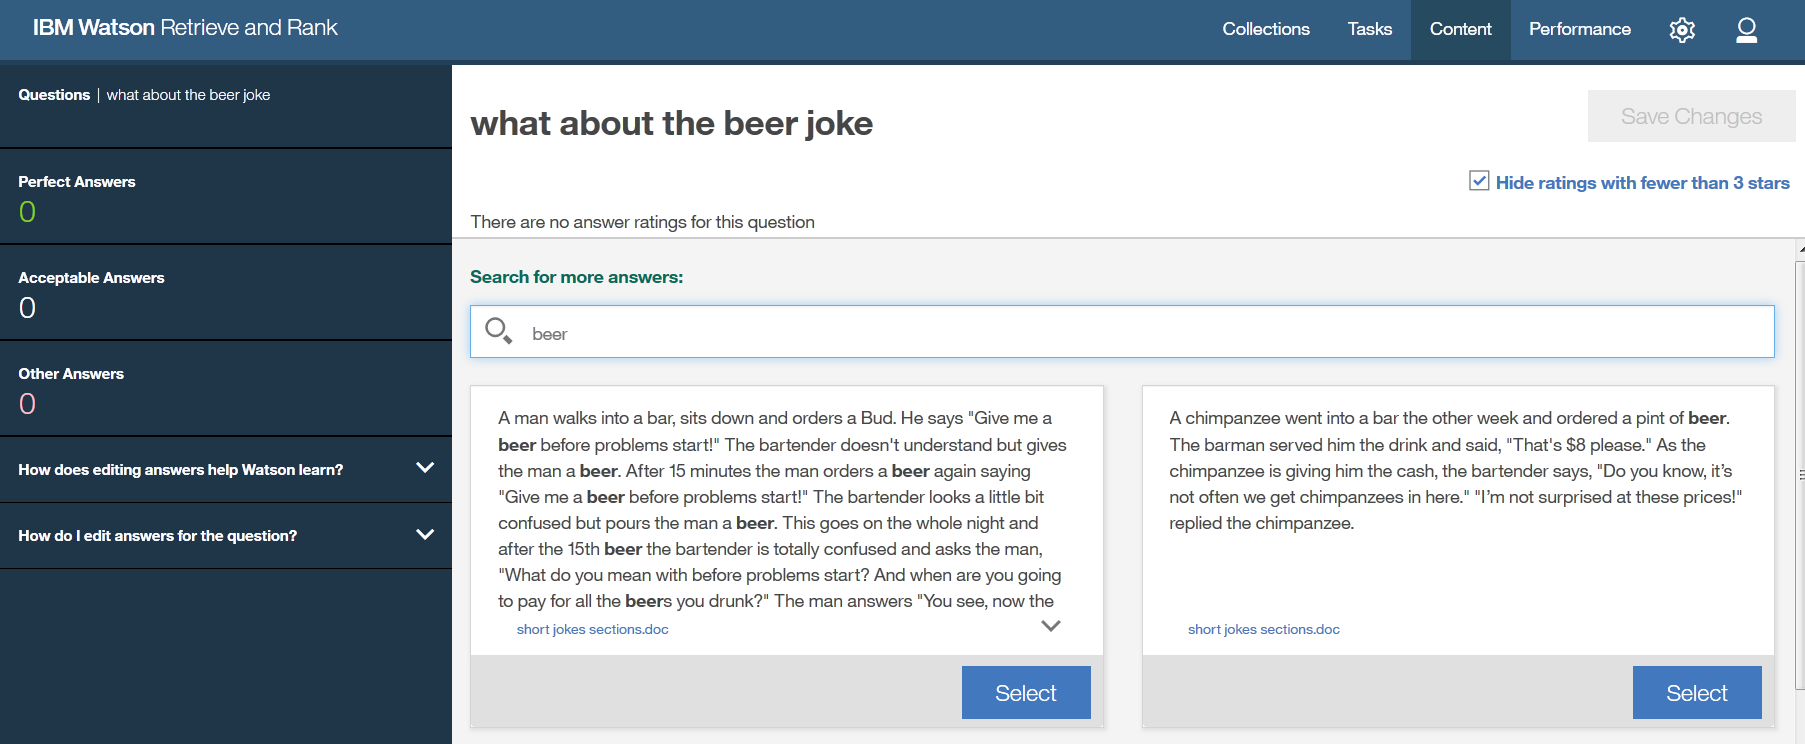 IBM Watson Retrieve and Rank
Collections
Tasks
Content
Performance
Questions | what about the beer joke
Perfect Answers
0
Acceptable Answers
0
Other Answers
0
How does editing answers help Watson learn?
How do I edit answers for the question?
what about the beer joke
Save Changes
Hide ratings with fewer than 3 stars
There are no answer ratings for this question
Search for more answers:
beer
A man walks into a bar, sits down and orders a Bud. He says "Give me a
beer before problems start!" The bartender doesn't understand but gives
the man a beer. After 15 minutes the man orders a beer again saying
"Give me a beer before problems start!" The bartender looks a little bit
confused but pours the man a beer. This goes on the whole night and
after the 15th beer the bartender is totally confused and asks the man,
"What do you mean with before problems start? And when are you going
to pay for all the beers you drunk?" The man answers "You see, now the
short jokes sections.doc
Select
A chimpanzee went into a bar the other week and ordered a pint of beer.
The barman served him the drink and said, "That's $8 please." As the
chimpanzee is giving him the cash, the bartender says, "Do you know, it’s
not often we get chimpanzees in here." "I’m not surprised at these prices!"
replied the chimpanzee.
short jokes sections.doc
Select